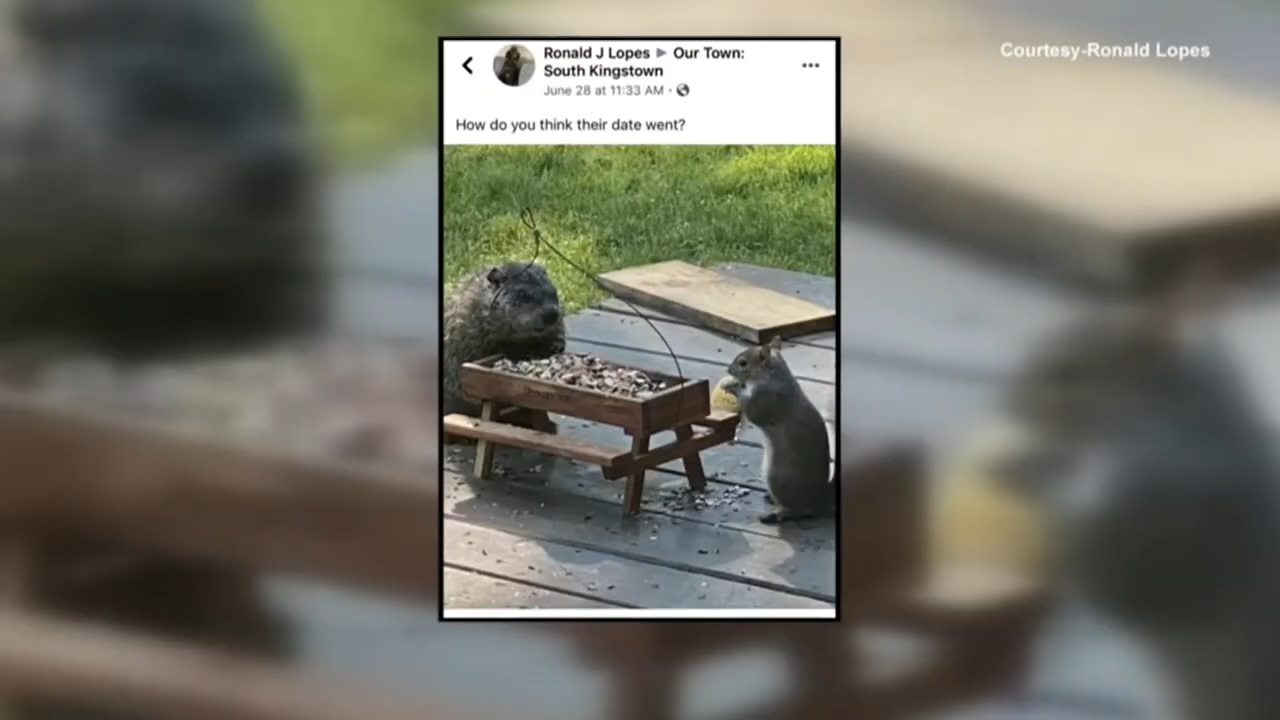 Courtesy-Ronald Lopes
Ronald J Lopes ▶ Our Town:
South Kingstown
June 28 at 11:33 AM ·
How do you think their date went?